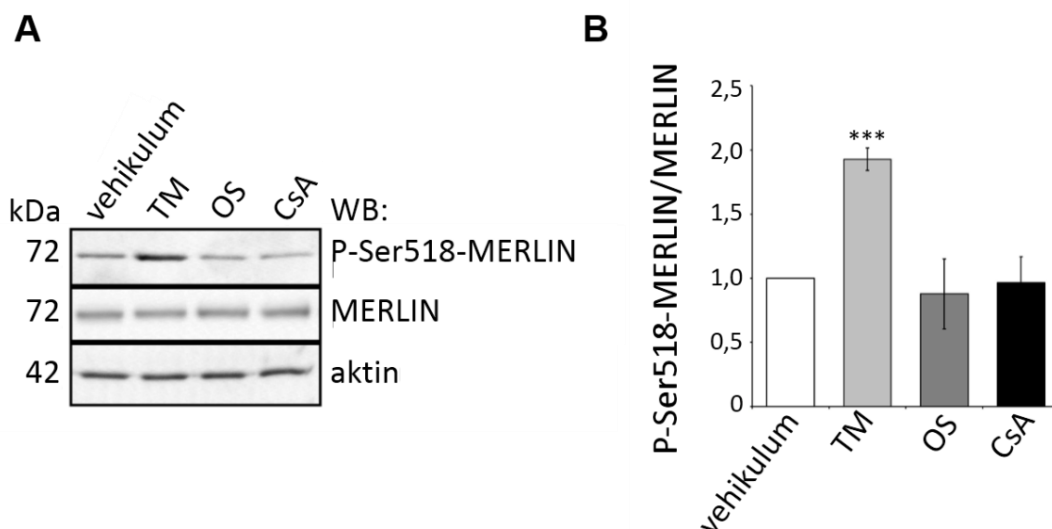 A
vehikulum TM OS CsA
kDa WB:
72 P-Ser518-MERLIN
72 MERLIN
42 aktin
B
P-Ser518-MERLIN/MERLIN
2,5
2,0
1,5
1,0
0,5
0
***
vehikulum TM OS CsA